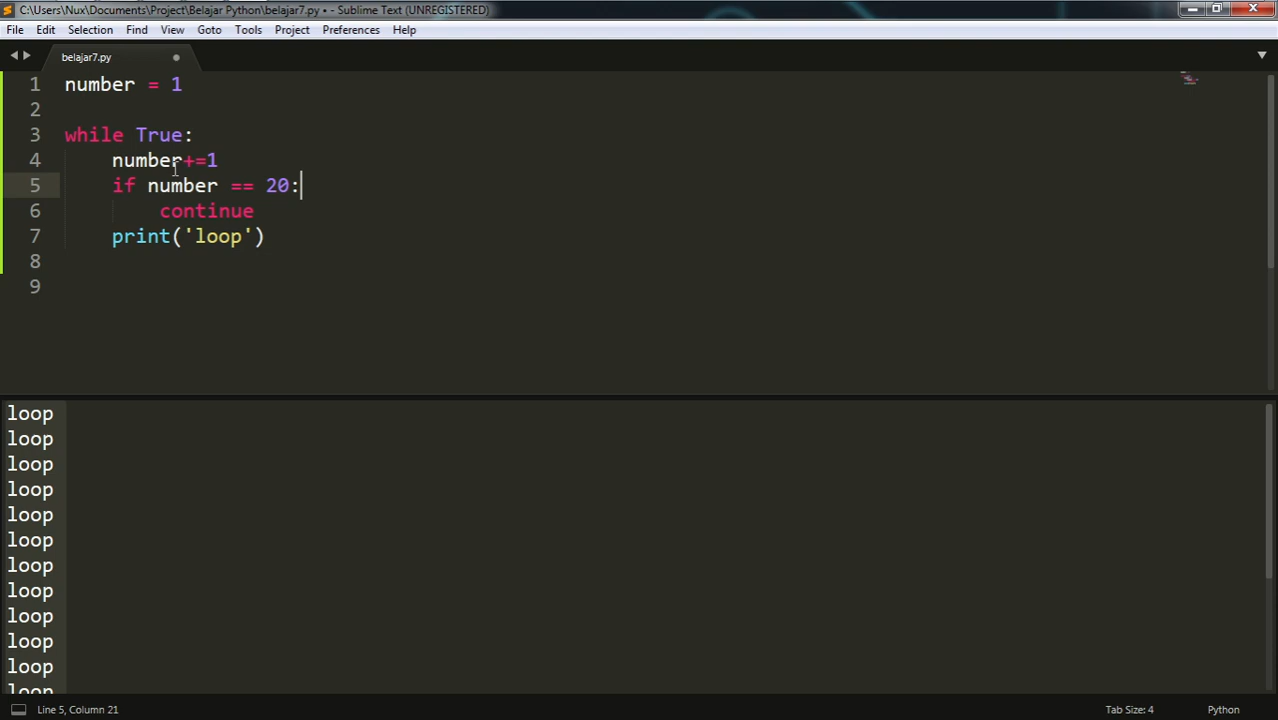 C:\Users\Nux\Documents\Project\Belajar Python\belajar7.py • - Sublime Text (UNREGISTERED)
File Edit Selection Find View Goto Tools Project Preferences Help
belajar7.py
1 number = 1
2
3 while True:
4     number+=1
5     if number == 20:
6         continue
7     print('loop')
8
9
loop
loop
loop
loop
loop
loop
loop
loop
loop
loop
loop
loop
Line 5, Column 21 Tab Size: 4 Python